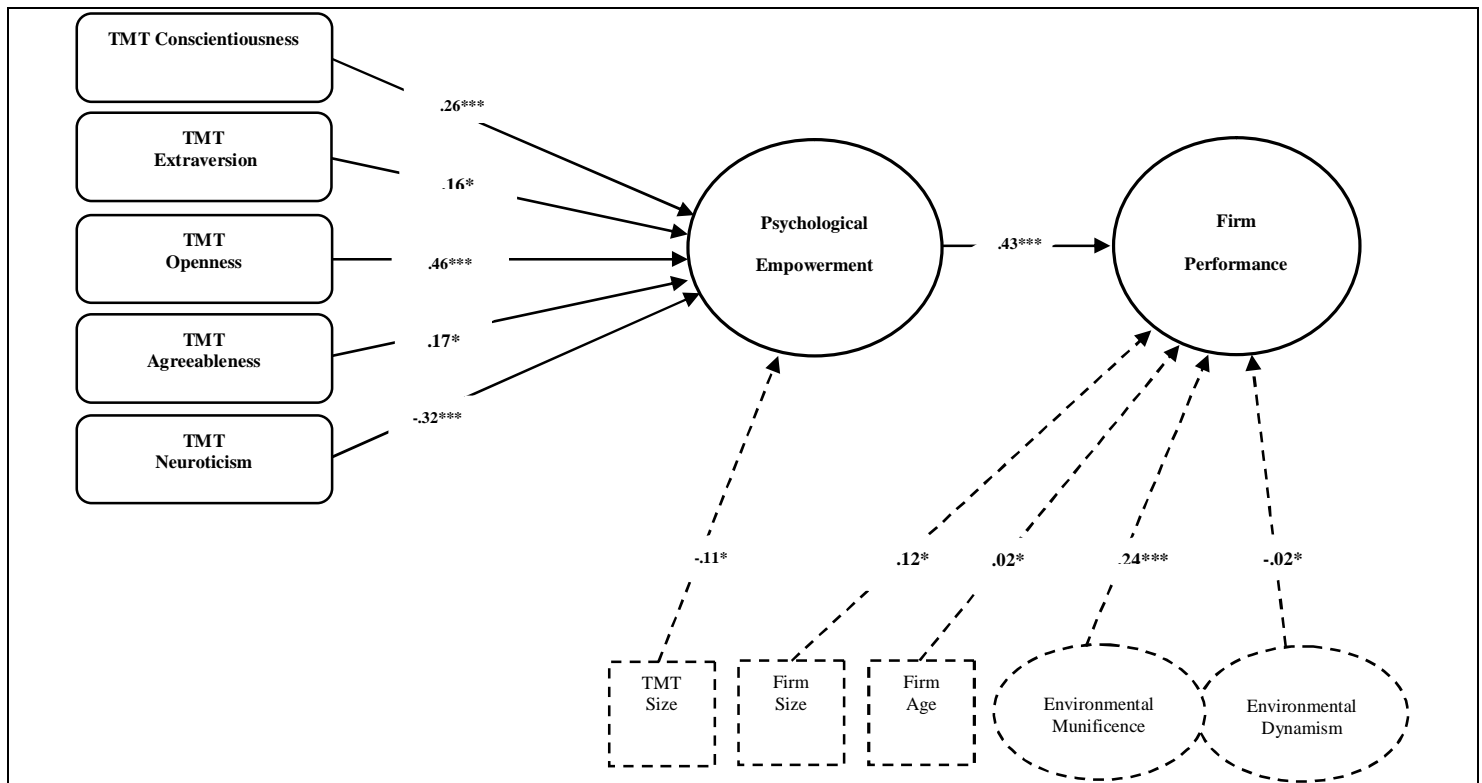 TMT Conscientiousness
.26***
TMT
Extraversion
.16*
TMT
Openness
.46***
TMT
Agreeableness
.17*
TMT
Neuroticism
-.32***
Psychological
Empowerment
.43***
Firm
Performance
-.11*
.12*
.02*
.24***
-.02*
TMT
Size
Firm
Size
Firm
Age
Environmental
Munificence
Environmental
Dynamism